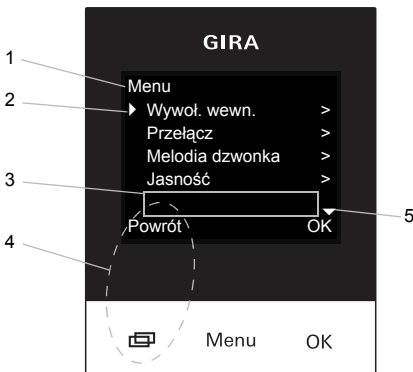 GIRA
1
Menu
2
Wywoł. wewn. >
Przełącz >
Melodia dzwonka >
3
Jasność >
5
Powrót OK
4
Menu OK